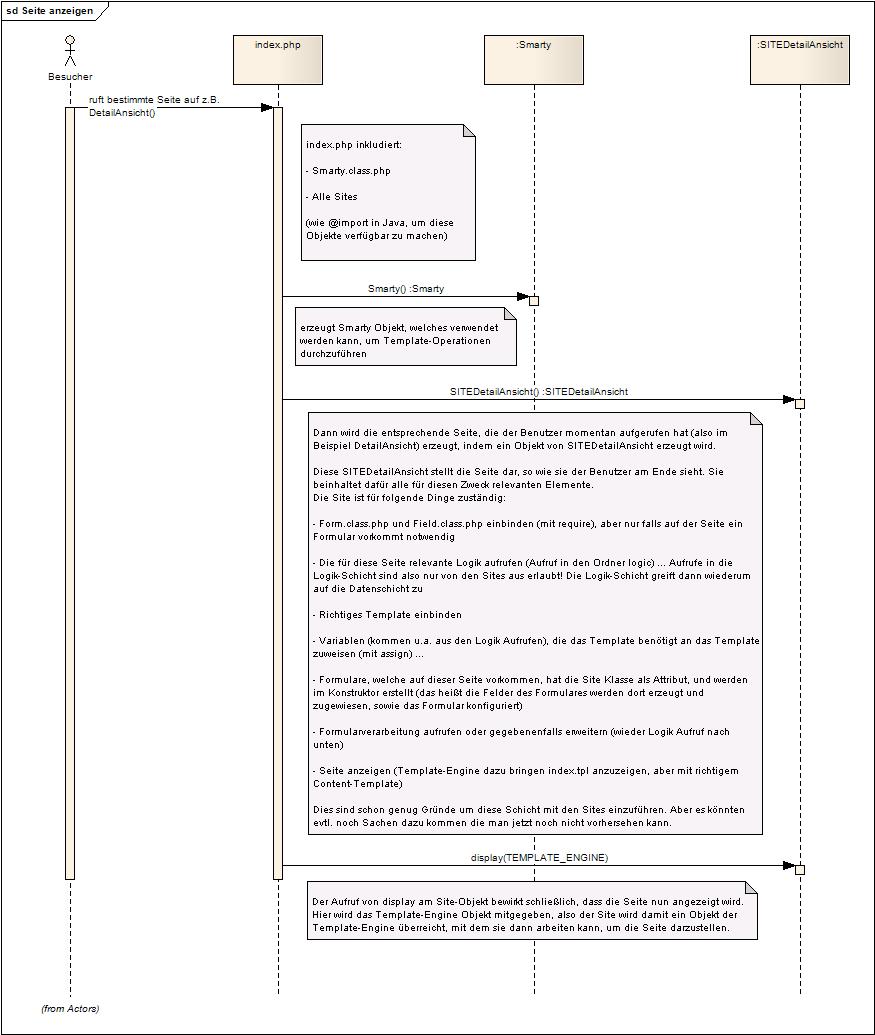 sd Seite anzeigen
Besucher
index.php
:Smarty
:SITEDetailAnsicht
ruft bestimmte Seite auf z.B.
DetailAnsicht()
index.php inkludiert:
- Smarty.class.php
- Alle Sites
(wie @import in Java, um diese
Objekte verfügbar zu machen)
Smarty() :Smarty
erzeugt Smarty Objekt, welches verwendet
werden kann, um Template-Operationen
durchzuführen
SITEDetailAnsicht() :SITEDetailAnsicht
Dann wird die entsprechende Seite, die der Benutzer momentan aufgerufen hat (also im
Beispiel DetailAnsicht) erzeugt, indem ein Objekt von SITEDetailAnsicht erzeugt wird.
Diese SITEDetailAnsicht stellt die Seite dar, so wie sie der Benutzer am Ende sieht. Sie
beinhaltet dafür alle für diesen Zweck relevanten Elemente.
Die Site ist für folgende Dinge zuständig:
- Form.class.php und Field.class.php einbinden (mit require), aber nur falls auf der Seite ein
Formular vorkommt notwendig
- Die für diese Seite relevante Logik aufrufen (Aufruf in den Ordner logic) ... Aufrufe in die
Logik-Schicht sind also nur von den Sites aus erlaubt! Die Logik-Schicht greift dann wiederum
auf die Datenschicht zu
- Richtiges Template einbinden
- Variablen (kommen u.a. aus den Logik Aufrufen), die das Template benötigt an das Template
zuweisen (mit assign) ...
- Formulare, welche auf dieser Seite vorkommen, hat die Site Klasse als Attribut, und werden
im Konstruktor erstellt (das heißt die Felder des Formulares werden dort erzeugt und
zugewiesen, sowie das Formular konfiguriert)
- Formularverarbeitung aufrufen oder gegebenenfalls erweitern (wieder Logik Aufruf nach
unten)
- Seite anzeigen (Template-Engine dazu bringen index.tpl anzuzeigen, aber mit richtigem
Content-Template)
Dies sind schon genug Gründe um diese Schicht mit den Sites einzuführen. Aber es könnten
evtl. noch Sachen dazu kommen die man jetzt noch nicht vorhersehen kann.
display(TEMPLATE_ENGINE)
Der Aufruf von display am Site-Objekt bewirkt schließlich, dass die Seite nun angezeigt wird.
Hier wird das Template-Engine Objekt mitgegeben, also der Site wird damit ein Objekt der
Template-Engine überreicht, mit dem sie dann arbeiten kann, um die Seite darzustellen.
(from Actors)